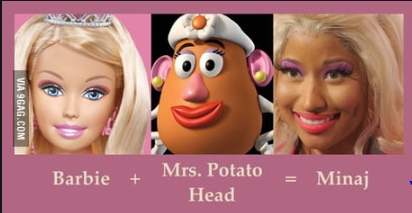 VIA 9GAG.COM
Barbie + Mrs. Potato Head = Minaj